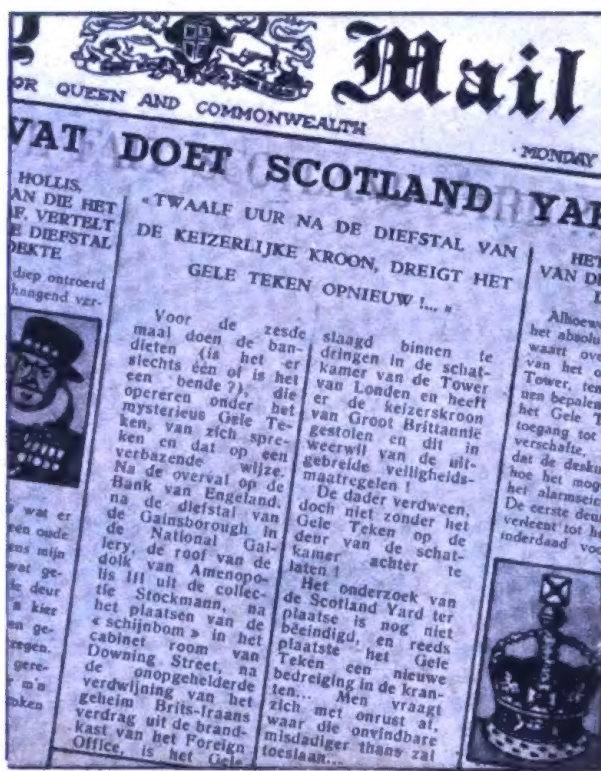 Mail
OR QUEEN AND COMMONWEALTH
MONDAY
VAT DOET SCOTLAND YAR
HOLLIS,
AN DIE HET
AF. VERTELT
E DIEFSTAL
DEKTE
diep ontroerd
hangend ver-
wat er
een oude
ens mijn
wat ge-
de deur
n kier
en ge-
regen.
gere-
r m'n
oken
« TWAALF UUR NA DE DIEFSTAL VAN
DE KEIZERLIJKE KROON, DREIGT HET
GELE TEKEN OPNIEUW !... »
Voor de zesde
maal doen de ban-
dieten (is het er
slechts één of is het
een bende ?), die
opereren onder het
mysterieus Gele Te-
ken, van zich spre-
ken en dat op een
verbazende wijze.
Na de overval op de
Bank van Engeland,
na de diefstal van
de Gainsborough in
de National Gal-
lery, de roof van de
dolk van Amenopo-
lis III uit de collec-
tie Stockmann, na
het plaatsen van de
« schijnbom » in het
cabinet room van
Downing Street, na
de onopgehelderde
verdwijning van het
geheim Brits-Iraans
verdrag uit de brand-
kast van het Foreign
Office, is het Gele
slaagd binnen te
dringen in de schat-
kamer van de Tower
van Londen en heeft
er de keizerskroon
van Groot Brittannië
gestolen en dit in
weerwil van de uit-
gebreide veiligheids-
maatregelen !
De dader verdween,
doch niet zonder het
Gele Teken op de
deur van de schat-
kamer achter te
laten !
Het onderzoek van
de Scotland Yard ter
plaatse is nog niet
beëindigd, en reeds
plaatste het Gele
Teken een nieuwe
bedreiging in de kran-
ten... Men vraagt
zich met onrust af,
waar die onvindbare
misdadiger thans zal
toeslaan...
HET
VAN DE
Alhoewe
het absolu
waart ove
van het o
Tower, ten
nen bepalen
het Gele T
toegang tot
verschafte,
dat de desku
hoe het moge
het alarmsein
De eerste deur
verleent tot he
inderdaad voo